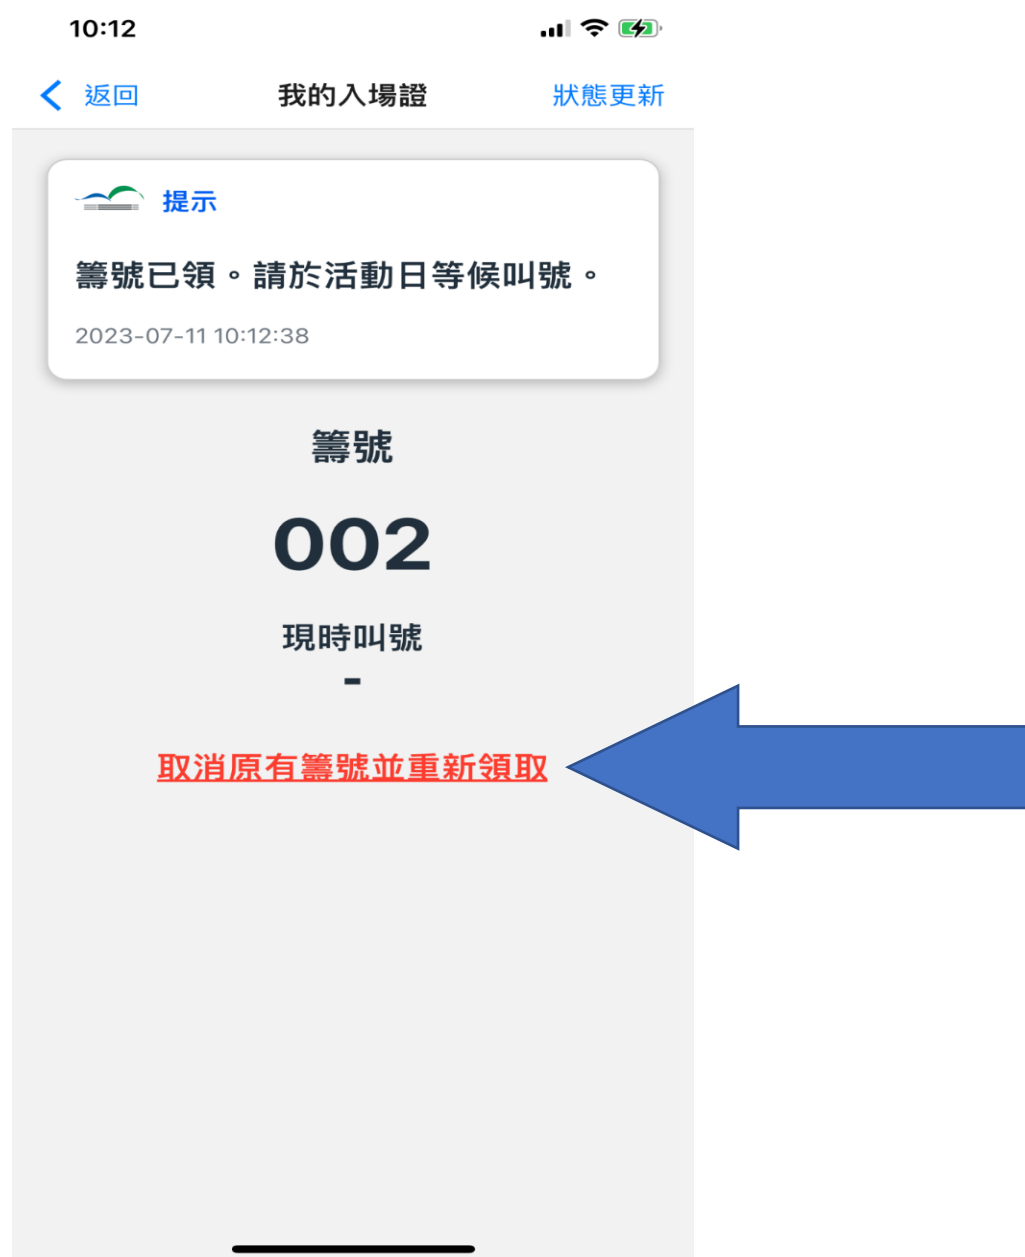 10:12
返回
我的入場證
狀態更新
提示
籌號已領。請於活動日等候叫號。
2023-07-11 10:12:38
籌號
002
現時叫號
-
取消原有籌號並重新領取